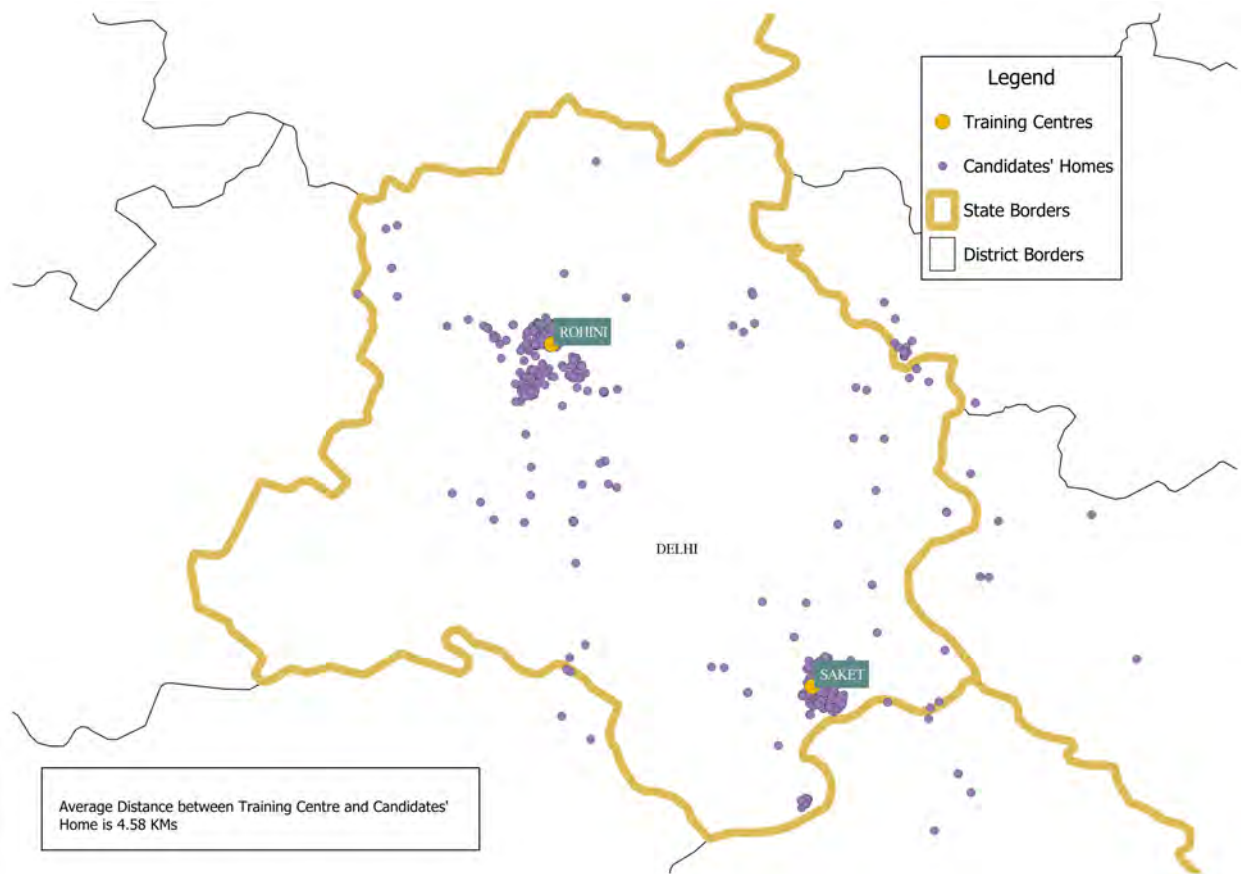 Legend
Training Centres
Candidates' Homes
State Borders
District Borders
ROHINI
DELHI
SAKET
Average Distance between Training Centre and Candidates'
Home is 4.58 KMs